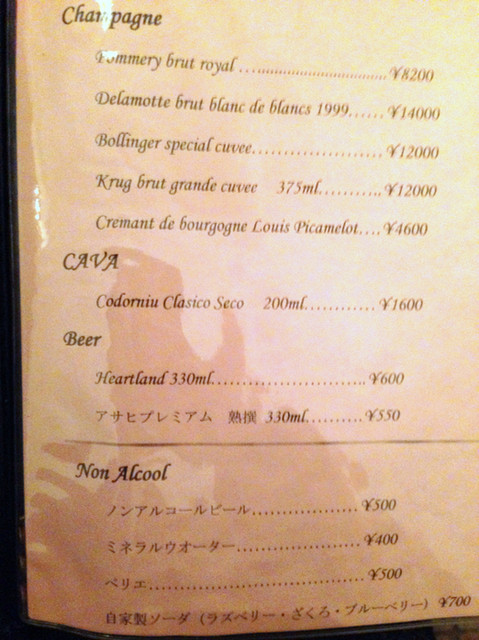 Champagne
Pommery brut royal ................................. ¥8200
Delamotte brut blanc de blancs 1999...... ¥14000
Bollinger special cuvee...................... ¥12000
Krug brut grande cuvee 375ml........... ¥12000
Cremant de bourgogne Louis Picamelot.... ¥4600
CAVA
Codorniu Clasico Seco 200ml............ ¥1600
Beer
Heartland 330ml.......................... ¥600
アサヒプレミアム 熟撰 330ml.......... ¥550
Non Alcool
ノンアルコールビール.................. ¥500
ミネラルウオーター..................... ¥400
ペリエ..................................... ¥500
自家製ソーダ（ラズベリー・ざくろ・ブルーベリー） ¥700